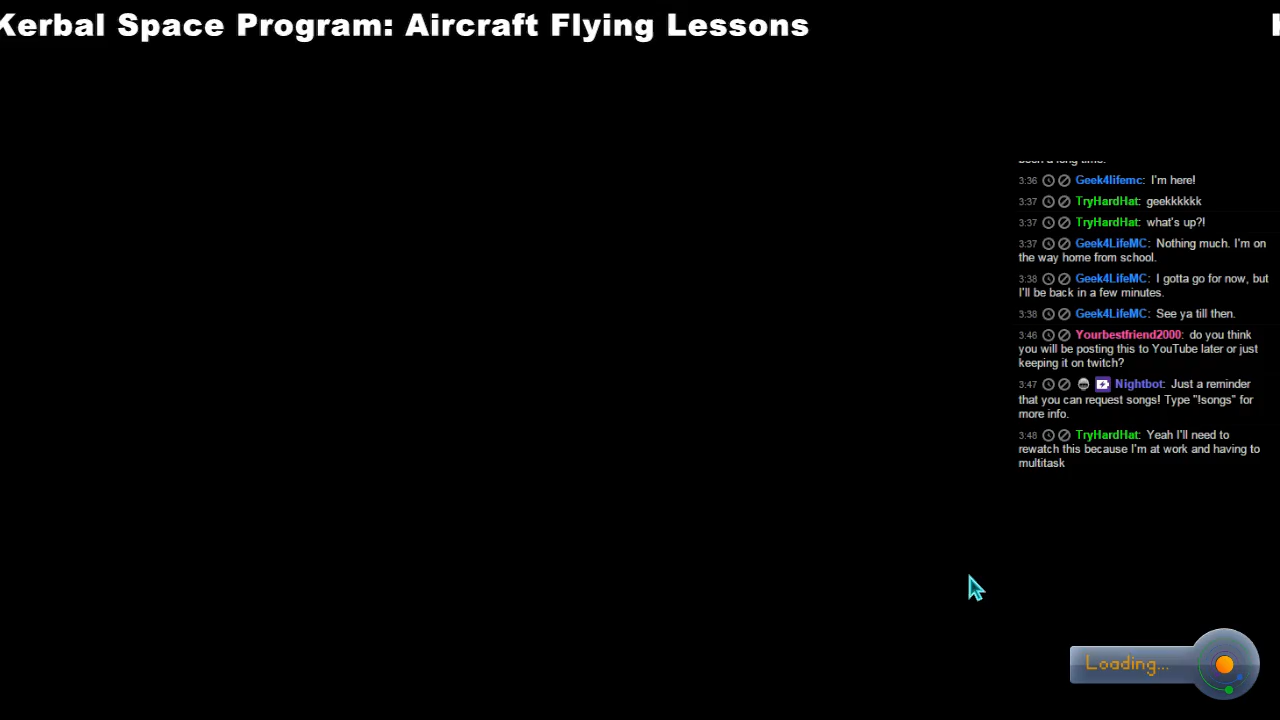 Kerbal Space Program: Aircraft Flying Lessons
3:36 Geek4lifemc: I'm here!
3:37 TryHardHat: geekkkkkk
3:37 TryHardHat: what's up?!
3:37 Geek4LifeMC: Nothing much. I'm on
the way home from school.
3:38 Geek4LifeMC: I gotta go for now, but
I'll be back in a few minutes.
3:38 Geek4LifeMC: See ya till then.
3:46 Yourbestfriend2000: do you think
you will be posting this to YouTube later or just
keeping it on twitch?
3:47 Nightbot: Just a reminder
that you can request songs! Type "!songs" for
more info.
3:48 TryHardHat: Yeah I'll need to
rewatch this because I'm at work and having to
multitask
Loading...